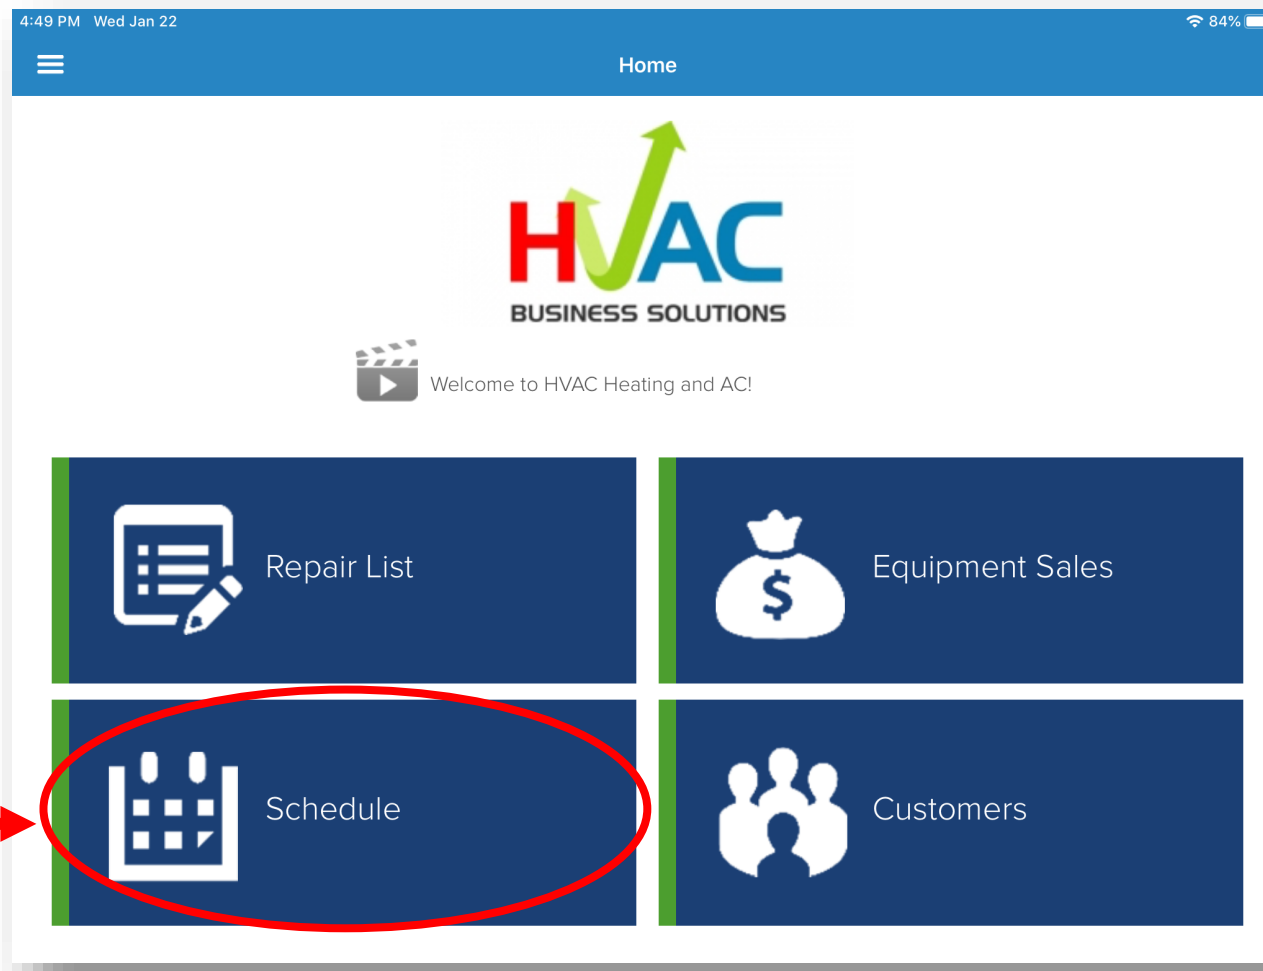 4:49 PM Wed Jan 22
84%
Home
HVAC
BUSINESS SOLUTIONS
Welcome to HVAC Heating and AC!
Repair List
$
Equipment Sales
Schedule
Customers